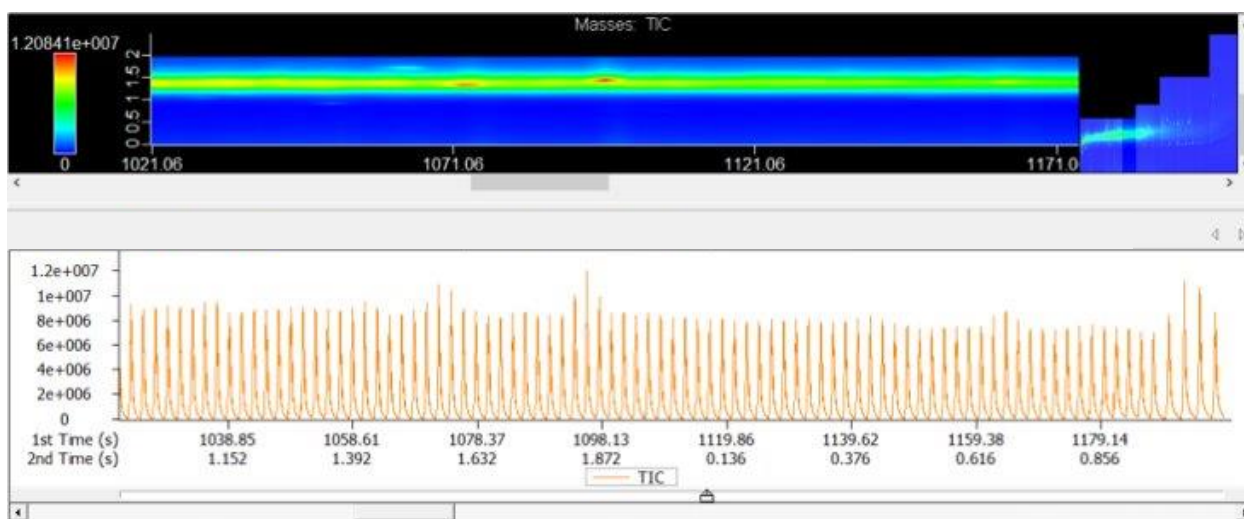 Masses: TIC
1.20841e+007
0
0 0.5 1 1.5 2
1021.06 1071.06 1121.06 1171.0
1.2e+007
1e+007
8e+006
6e+006
4e+006
2e+006
0
1st Time (s) 1038.85 1058.61 1078.37 1098.13 1119.86 1139.62 1159.38 1179.14
2nd Time (s) 1.152 1.392 1.632 1.872 0.136 0.376 0.616 0.856
TIC